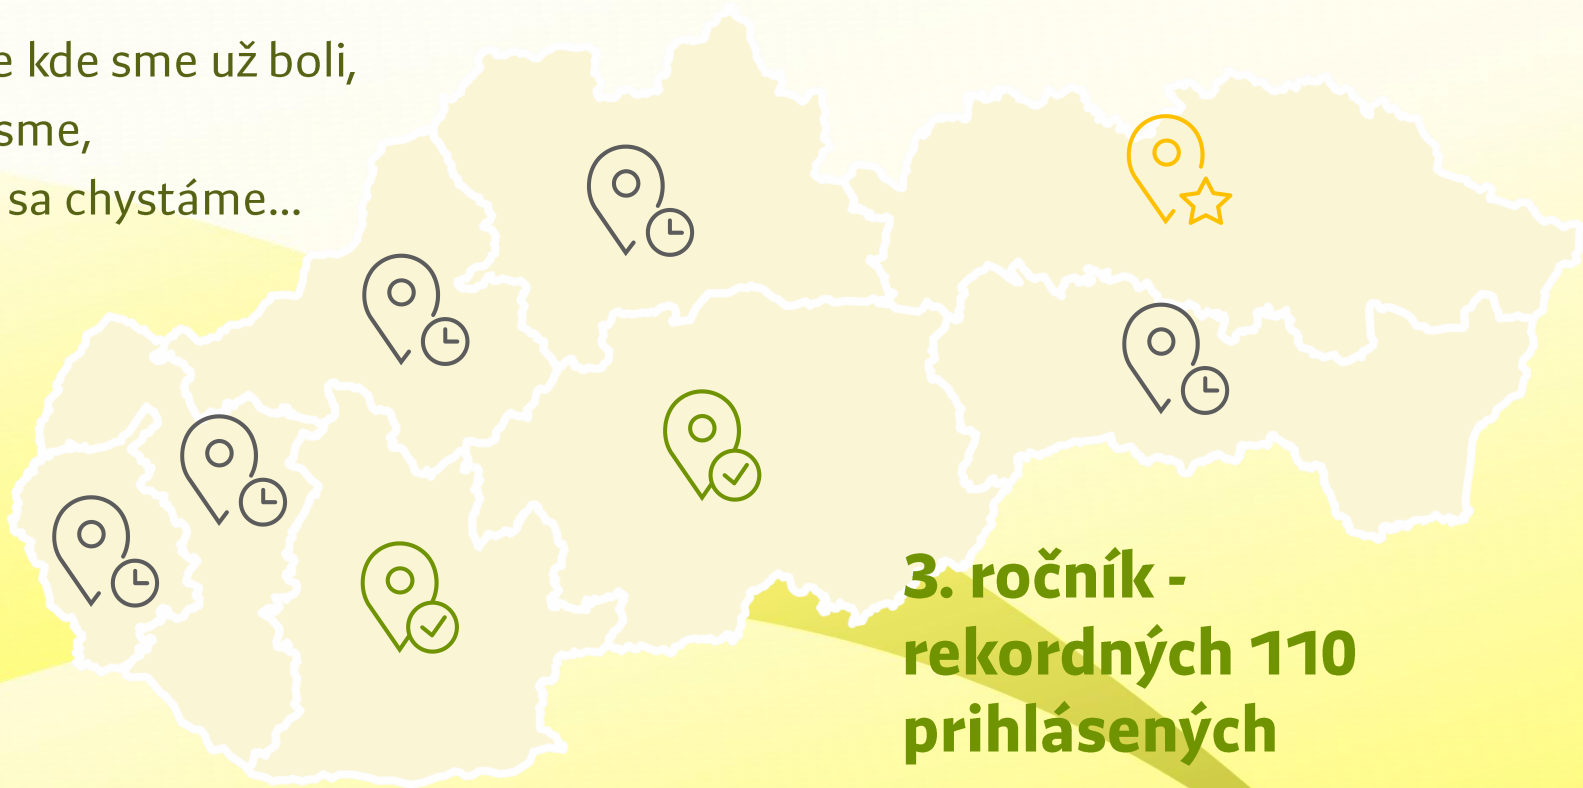 e kde sme už boli,
sme,
sa chystáme...
3. ročník -
rekordných 110
prihlásených